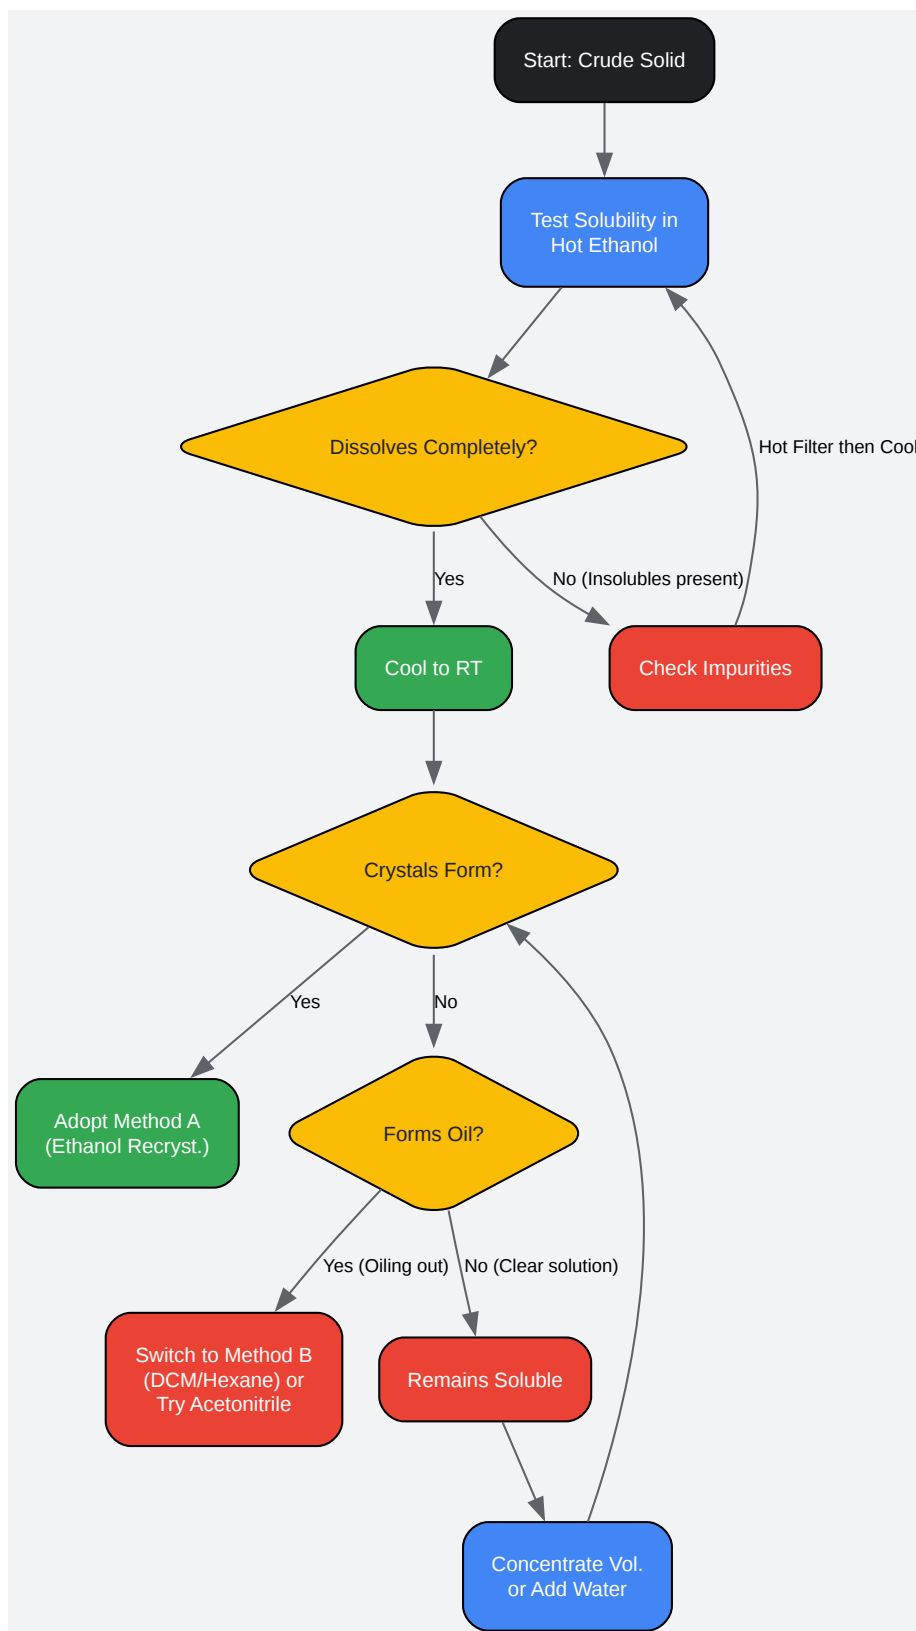 Start: Crude Solid
Test Solubility in
Hot Ethanol
Dissolves Completely?
Hot Filter then Cool
Yes
No (Insolubles present)
Cool to RT
Check Impurities
Crystals Form?
Yes
No
Adopt Method A
(Ethanol Recryst.)
Forms Oil?
Yes (Oiling out)
No (Clear solution)
Switch to Method B
(DCM/Hexane) or
Try Acetonitrile
Remains Soluble
Concentrate Vol.
or Add Water